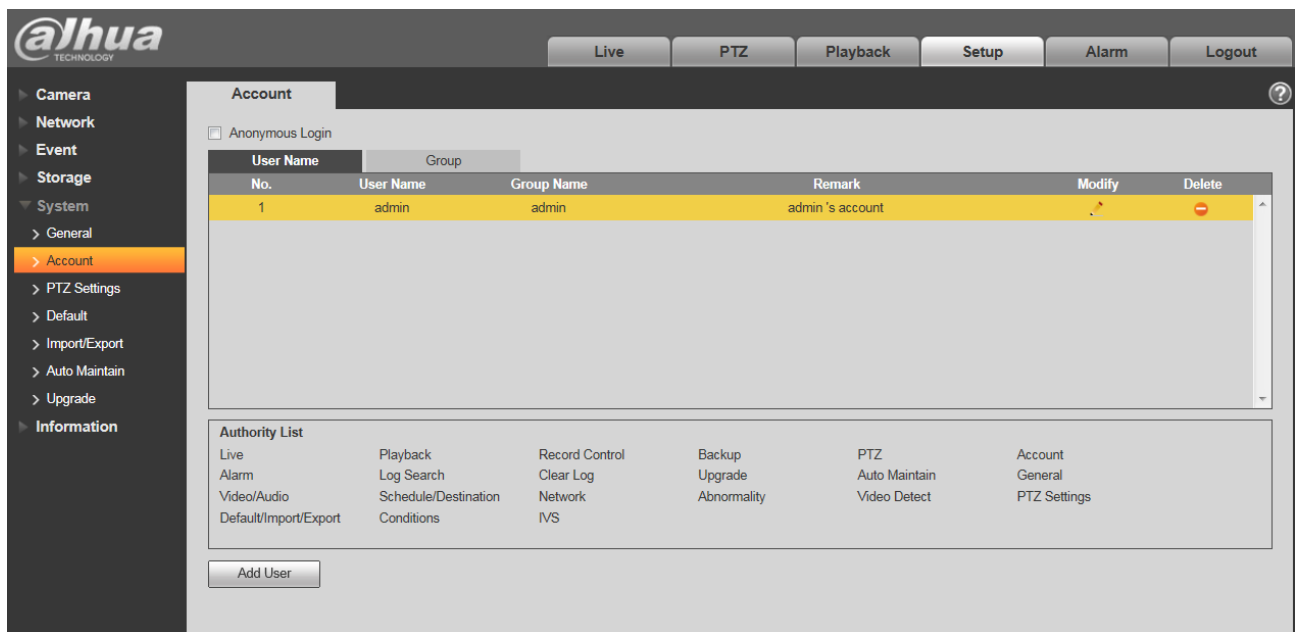 alhua
TECHNOLOGY
Live PTZ Playback Setup Alarm Logout
Camera
Network
Event
Storage
System
General
Account
PTZ Settings
Default
Import/Export
Auto Maintain
Upgrade
Information
Account ?
Anonymous Login
User Name Group
No. User Name Group Name Remark Modify Delete
1 admin admin admin 's account
Authority List
Live Playback Record Control Backup PTZ Account
Alarm Log Search Clear Log Upgrade Auto Maintain General
Video/Audio Schedule/Destination Network Abnormality Video Detect PTZ Settings
Default/Import/Export Conditions IVS
Add User